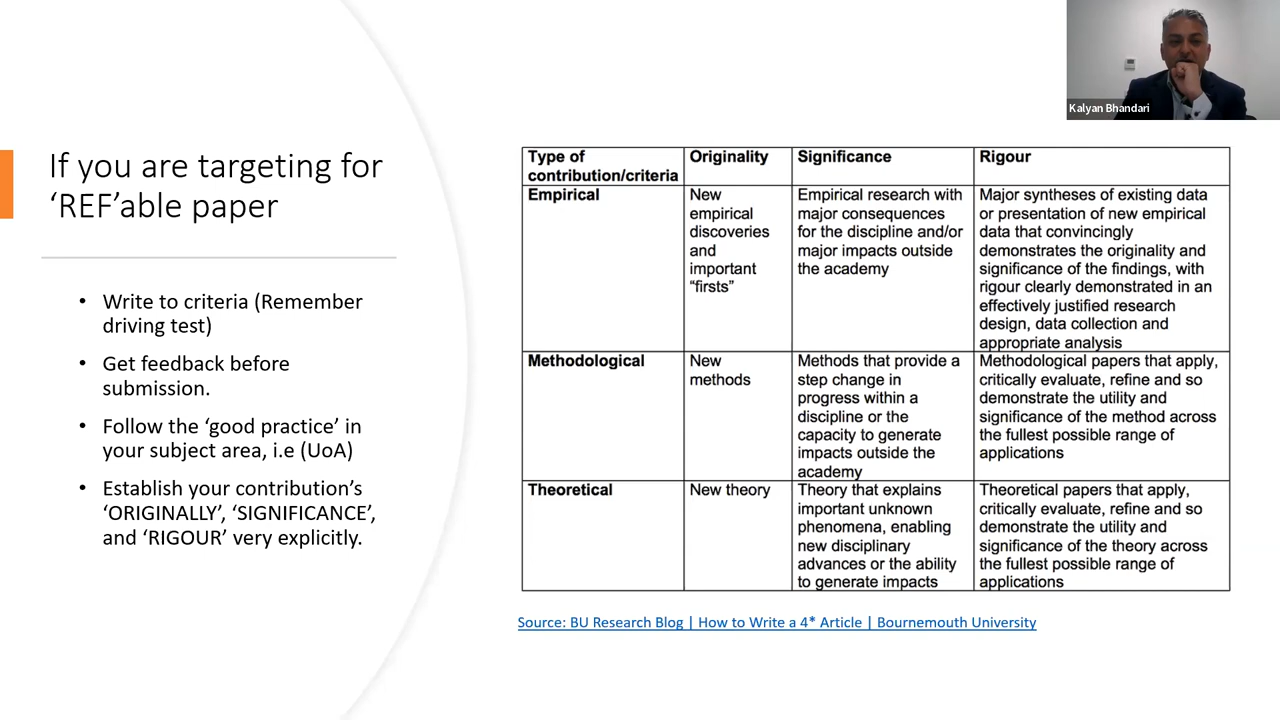 Kalyan Bhandari
If you are targeting for
‘REF’able paper
• Write to criteria (Remember
driving test)
• Get feedback before
submission.
• Follow the ‘good practice’ in
your subject area, i.e (UoA)
• Establish your contribution’s
‘ORIGINALLY’, ‘SIGNIFICANCE’,
and ‘RIGOUR’ very explicitly.
Type of
contribution/criteria
Originality
Significance
Rigour
Empirical
New
empirical
discoveries
and
important
“firsts”
Empirical research with
major consequences
for the discipline and/or
major impacts outside
the academy
Major syntheses of existing data
or presentation of new empirical
data that convincingly
demonstrates the originality and
significance of the findings, with
rigour clearly demonstrated in an
effectively justified research
design, data collection and
appropriate analysis
Methodological
New
methods
Methods that provide a
step change in
progress within a
discipline or the
capacity to generate
impacts outside the
academy
Methodological papers that apply,
critically evaluate, refine and so
demonstrate the utility and
significance of the method across
the fullest possible range of
applications
Theoretical
New theory
Theory that explains
important unknown
phenomena, enabling
new disciplinary
advances or the ability
to generate impacts
Theoretical papers that apply,
critically evaluate, refine and so
demonstrate the utility and
significance of the theory across
the fullest possible range of
applications
Source: BU Research Blog | How to Write a 4* Article | Bournemouth University